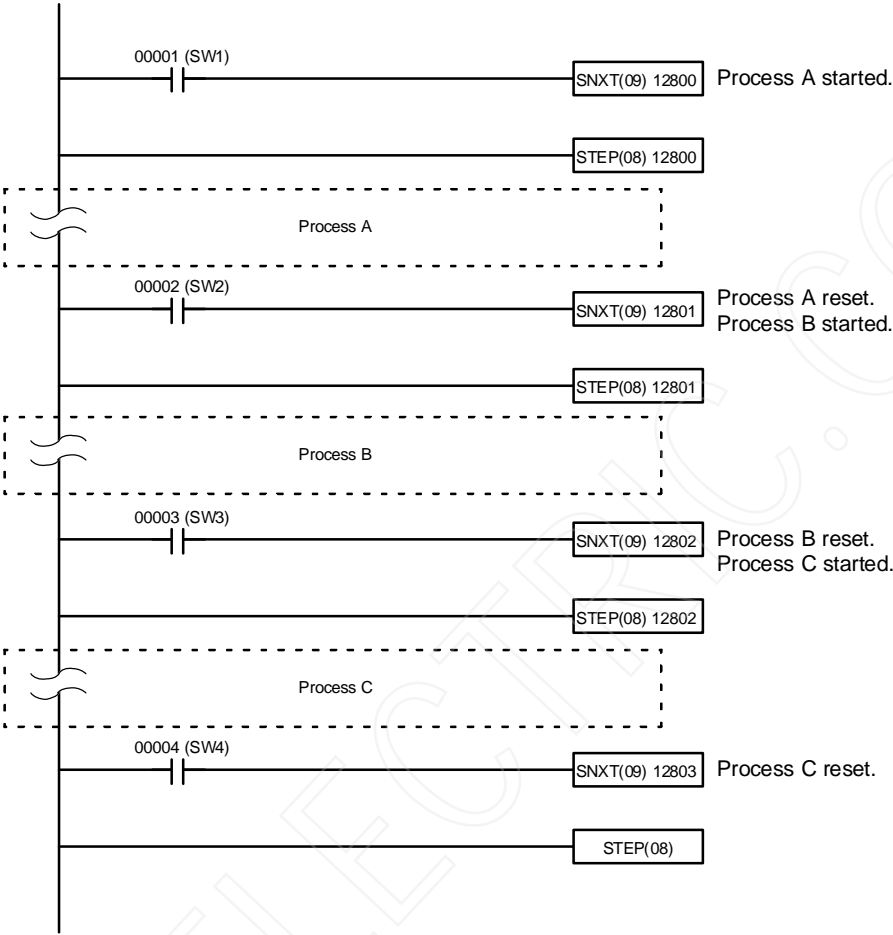 00001 (SW1)
SNXT(09) 12800 Process A started.
STEP(08) 12800
Process A
00002 (SW2)
SNXT(09) 12801 Process A reset.
Process B started.
STEP(08) 12801
Process B
00003 (SW3)
SNXT(09) 12802 Process B reset.
Process C started.
STEP(08) 12802
Process C
00004 (SW4)
SNXT(09) 12803 Process C reset.
STEP(08)
ELECTRIC.CO